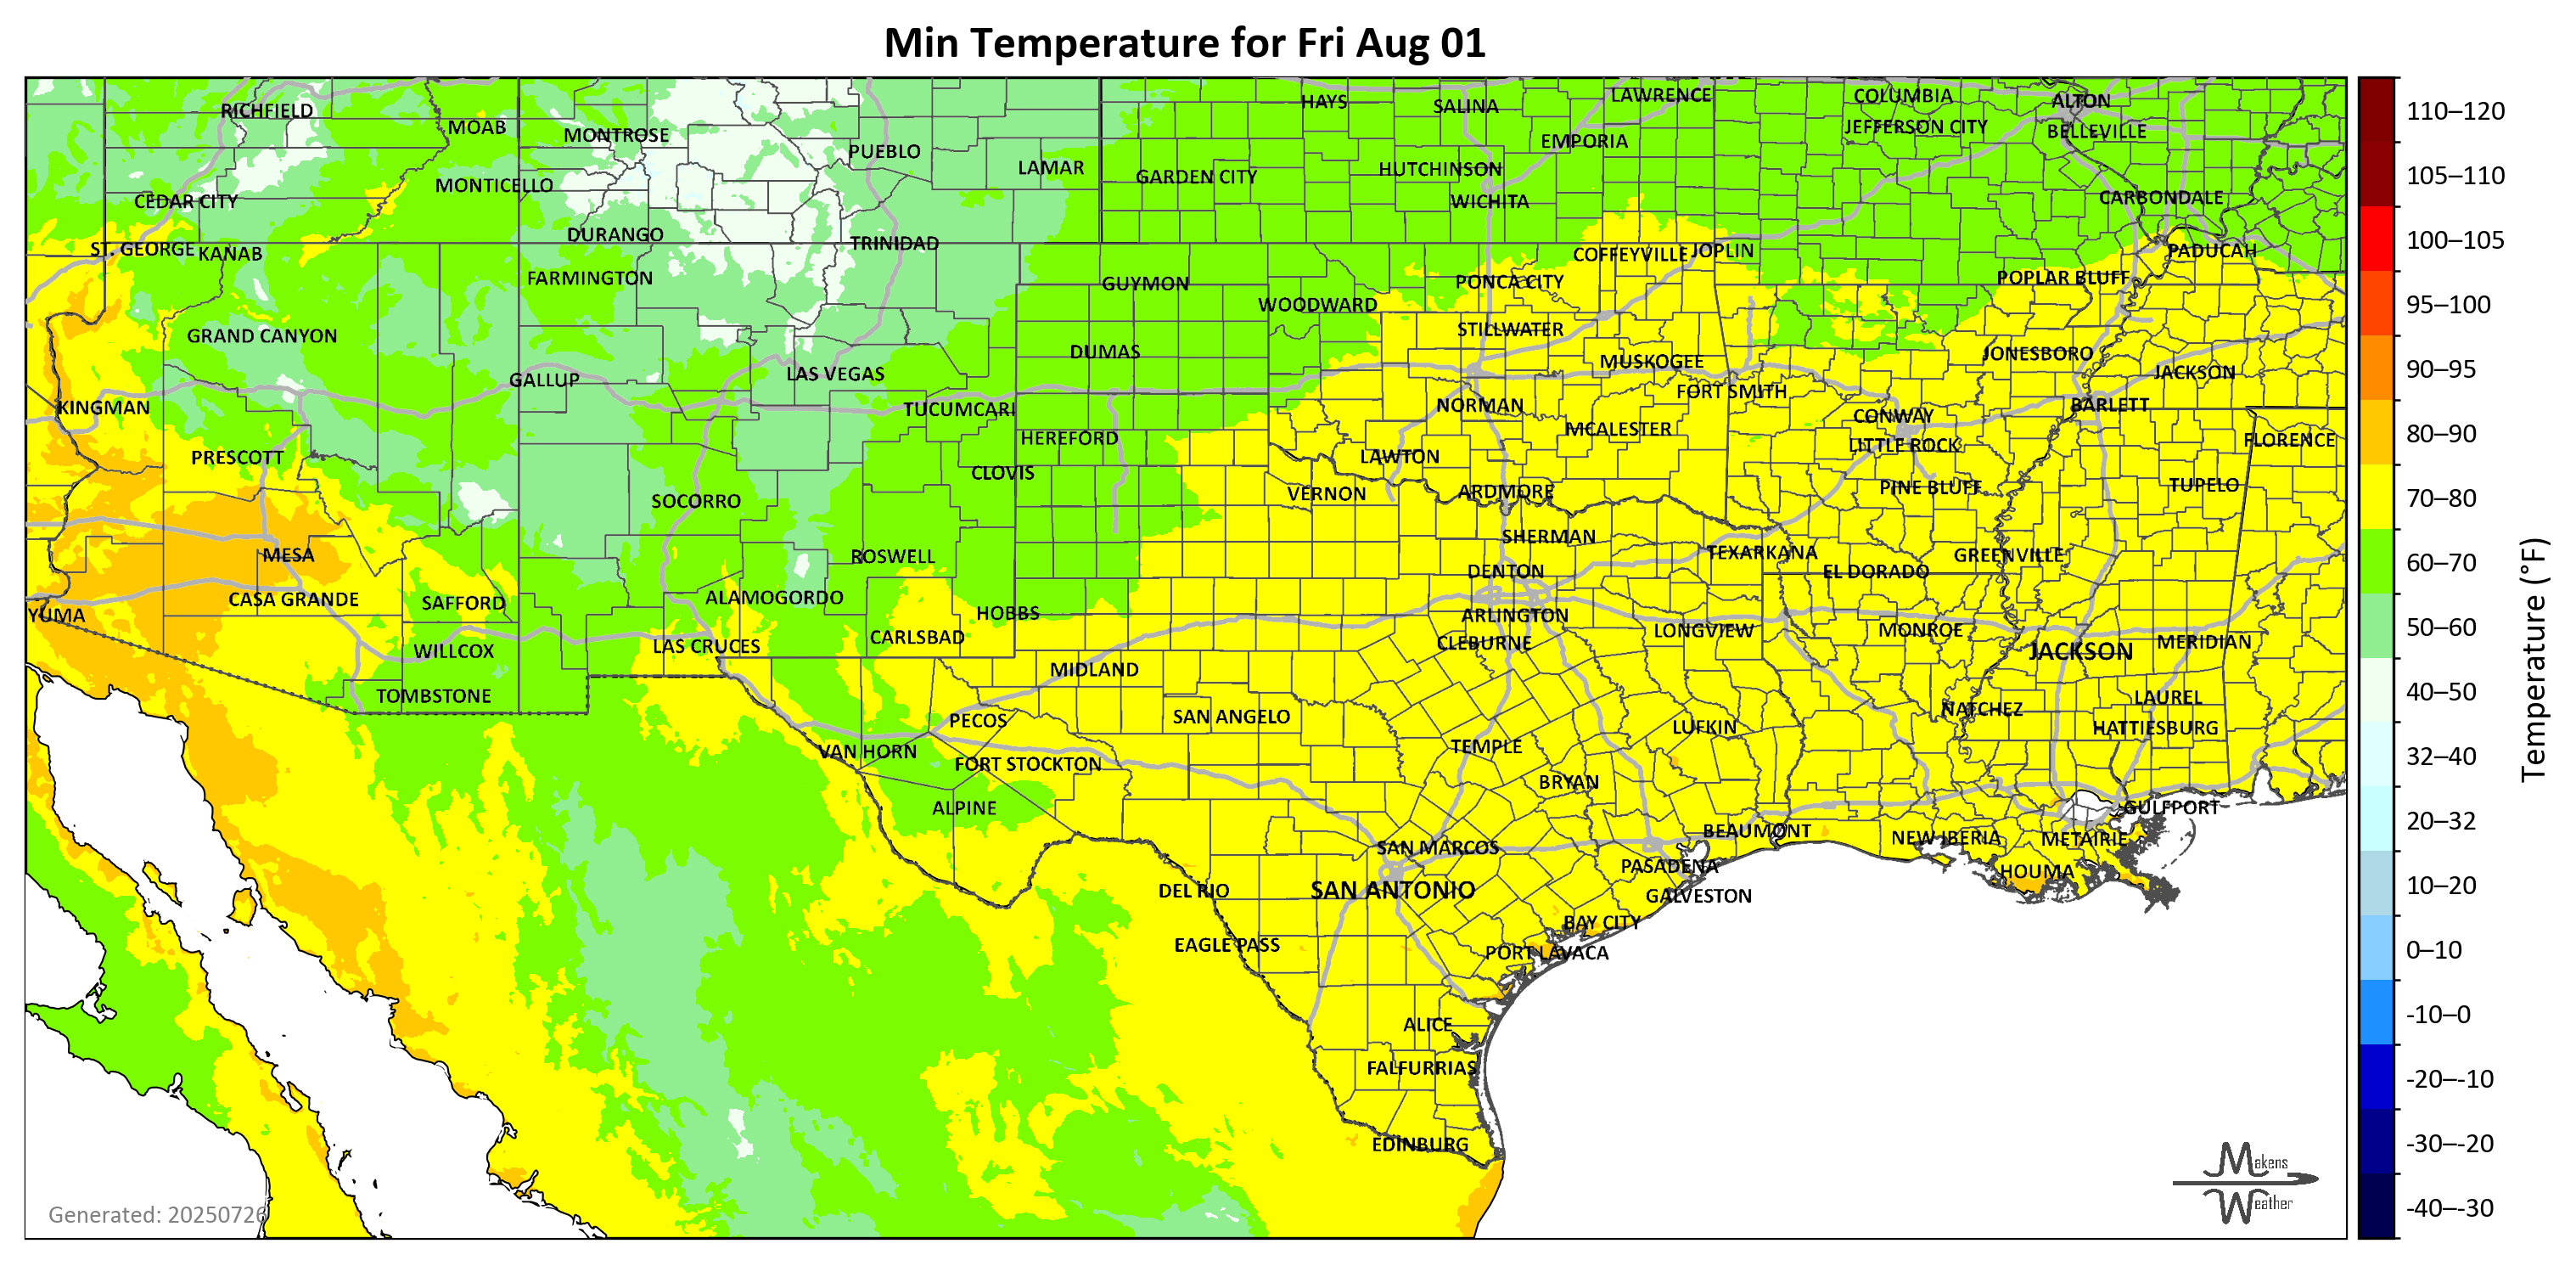 Min Temperature for Fri Aug 01
RICHFIELD
MOAB
MONTROSE
PUEBLO
LAMAR
HAYS
SALINA
LAWRENCE
COLUMBIA
ALTON
JEFFERSON CITY
BELLEVILLE
EMPORIA
MONTICELLO
GARDEN CITY
HUTCHINSON
CEDAR CITY
WICHITA
CARBONDALE
DURANGO
TRINIDAD
ST. GEORGE
KANAB
COFFEYVILLE
JOPLIN
PADUCAH
FARMINGTON
GUYMON
PONCA CITY
POPLAR BLUFF
WOODWARD
GRAND CANYON
STILLWATER
DUMAS
MUSKOGEE
JONESBORO
GALLUP
LAS VEGAS
JACKSON
FORT SMITH
KINGMAN
TUCUMCARI
NORMAN
CONWAY
BARLETT
HEREFORD
MCALESTER
LITTLE ROCK
FLORENCE
PRESCOTT
CLOVIS
LAWTON
SOCORRO
VERNON
ARDMORE
PINE BLUFF
TUPELO
MESA
ROSWELL
SHERMAN
TEXARKANA
GREENVILLE
DENTON
EL DORADO
CASA GRANDE
SAFFORD
ALAMOGORDO
YUMA
HOBBS
ARLINGTON
LAS CRUCES
CARLSBAD
CLEBURNE
LONGVIEW
MONROE
MERIDIAN
WILLCOX
JACKSON
MIDLAND
TOMBSTONE
LAUREL
PECOS
SAN ANGELO
NATCHEZ
LUFKIN
HATTIESBURG
VAN HORN
TEMPLE
FORT STOCKTON
BRYAN
ALPINE
GULFPORT
BEAUMONT
NEW IBERIA
METAIRIE
SAN MARCOS
PASADENA
HOUMA
DEL RIO
SAN ANTONIO
GALVESTON
BAY CITY
EAGLE PASS
PORT LAVACA
ALICE
FALFURRIAS
EDINBURG
Generated: 20250726
Makens
Weather
110–120
105–110
100–105
95–100
90–95
80–90
70–80
60–70
50–60
40–50
32–40
20–32
10–20
0–10
-10–0
-20–-10
-30–-20
-40–-30
Temperature (°F)